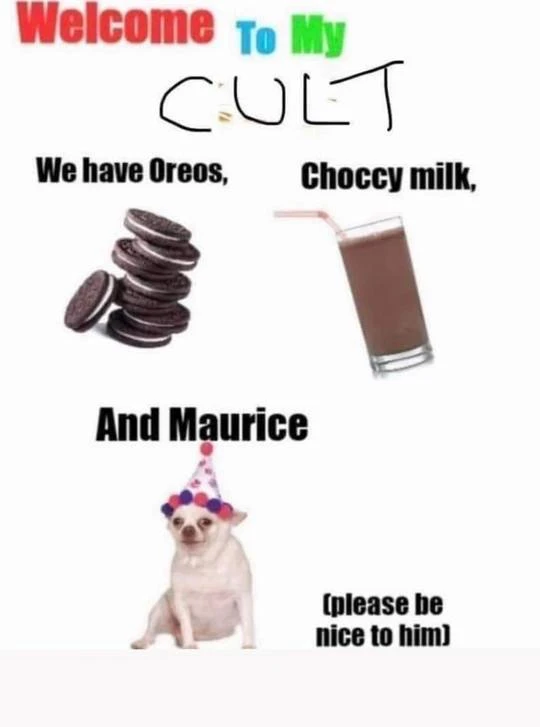 Welcome To My
CULT
We have Oreos,
Choccy milk,
And Maurice
(please be
nice to him)